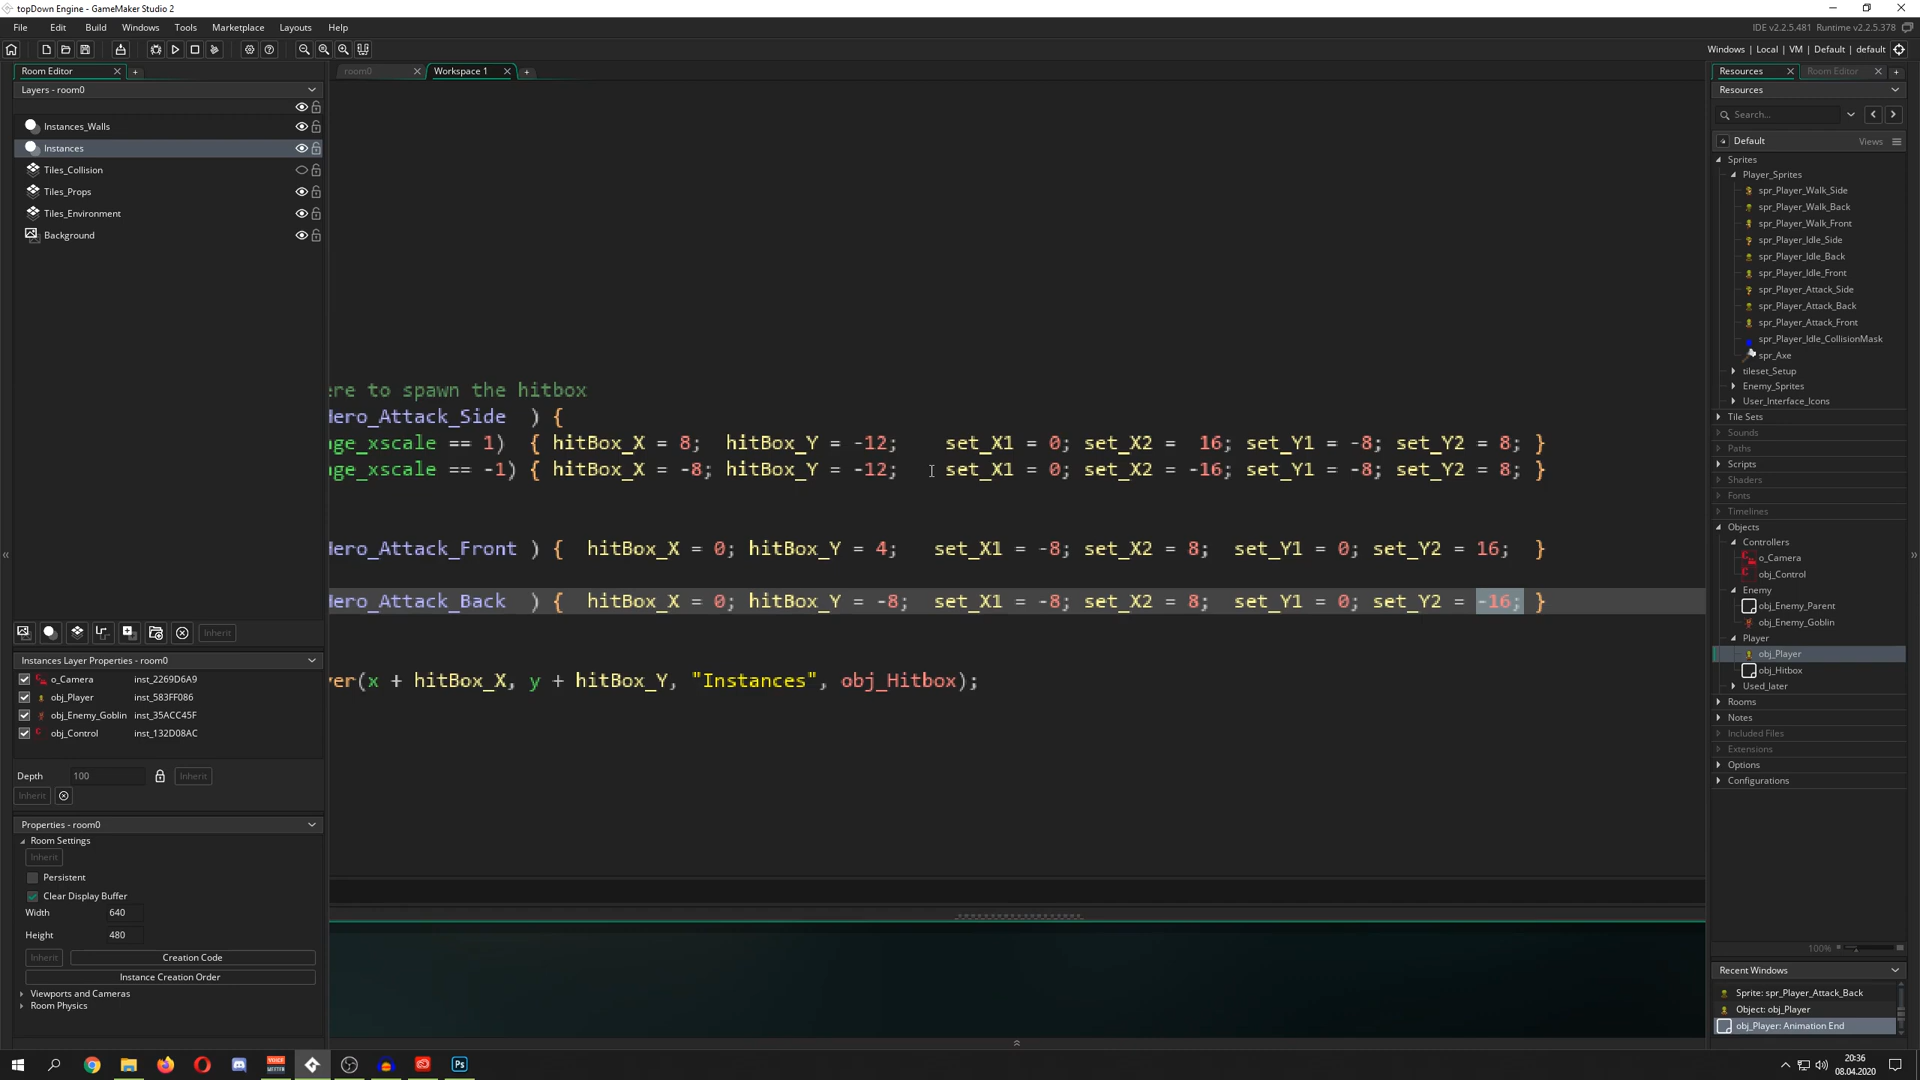 topDown Engine - GameMaker Studio 2
File Edit Build Windows Tools Marketplace Layouts Help
IDE v2.2.5.481 Runtime v2.2.5.378
Windows | Local | VM | Default | default
Room Editor
room0
Workspace 1
Resources
Room Editor
Layers - room0
Instances_Walls
Instances
Tiles_Collision
Tiles_Props
Tiles_Environment
Background
Inherit
Instances Layer Properties - room0
o_Camera inst_2269D6A9
obj_Player inst_583FF086
obj_Enemy_Goblin inst_35ACC45F
obj_Control inst_132D08AC
Depth 100 Inherit
Inherit
Properties - room0
Room Settings
Inherit
Persistent
Clear Display Buffer
Width 640
Height 480
Inherit Creation Code
Instance Creation Order
Viewports and Cameras
Room Physics
ere to spawn the hitbox
Hero_Attack_Side ) {
age_xscale == 1) { hitBox_X = 8; hitBox_Y = -12; set_X1 = 0; set_X2 = 16; set_Y1 = -8; set_Y2 = 8; }
age_xscale == -1) { hitBox_X = -8; hitBox_Y = -12; set_X1 = 0; set_X2 = -16; set_Y1 = -8; set_Y2 = 8; }
Hero_Attack_Front ) { hitBox_X = 0; hitBox_Y = 4; set_X1 = -8; set_X2 = 8; set_Y1 = 0; set_Y2 = 16; }
Hero_Attack_Back ) { hitBox_X = 0; hitBox_Y = -8; set_X1 = -8; set_X2 = 8; set_Y1 = 0; set_Y2 = -16; }
yer(x + hitBox_X, y + hitBox_Y, "Instances", obj_Hitbox);
Resources
Search...
Default Views
Sprites
Player_Sprites
spr_Player_Walk_Side
spr_Player_Walk_Back
spr_Player_Walk_Front
spr_Player_Idle_Side
spr_Player_Idle_Back
spr_Player_Idle_Front
spr_Player_Attack_Side
spr_Player_Attack_Back
spr_Player_Attack_Front
spr_Player_Idle_CollisionMask
spr_Axe
tileset_Setup
Enemy_Sprites
User_Interface_Icons
Tile Sets
Sounds
Paths
Scripts
Shaders
Fonts
Timelines
Objects
Controllers
o_Camera
obj_Control
Enemy
obj_Enemy_Parent
obj_Enemy_Goblin
Player
obj_Player
obj_Hitbox
Used_later
Rooms
Notes
Included Files
Extensions
Options
Configurations
100%
Recent Windows
Sprite: spr_Player_Attack_Back
Object: obj_Player
obj_Player: Animation End
Ps
20:36
08.04.2020